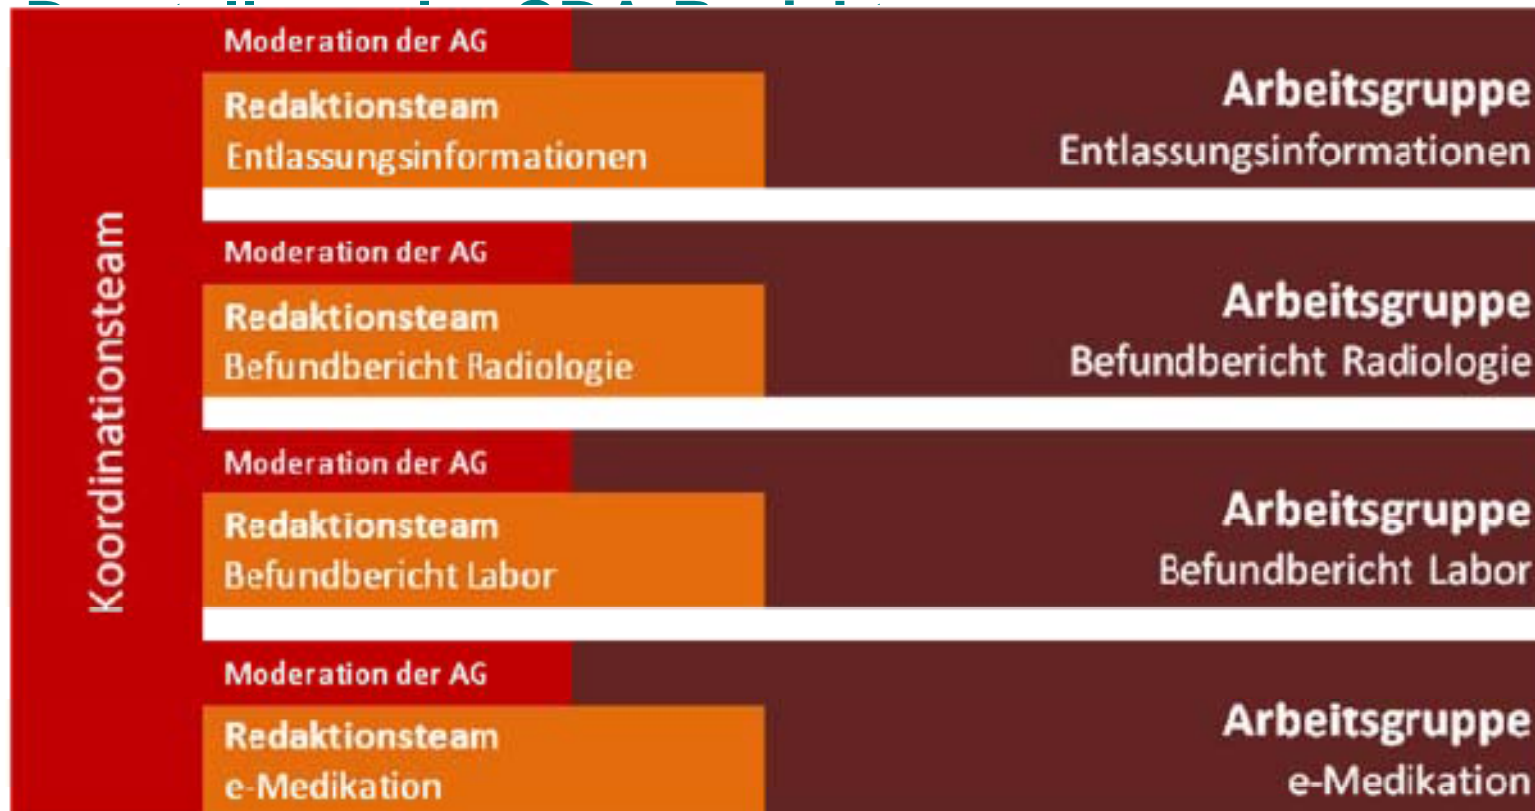 Koordinationsteam
Moderation der AG
Redaktionsteam
Entlassungsinformationen
Arbeitsgruppe
Entlassungsinformationen
Moderation der AG
Redaktionsteam
Befundbericht Radiologie
Arbeitsgruppe
Befundbericht Radiologie
Moderation der AG
Redaktionsteam
Befundbericht Labor
Arbeitsgruppe
Befundbericht Labor
Moderation der AG
Redaktionsteam
e-Medikation
Arbeitsgruppe
e-Medikation